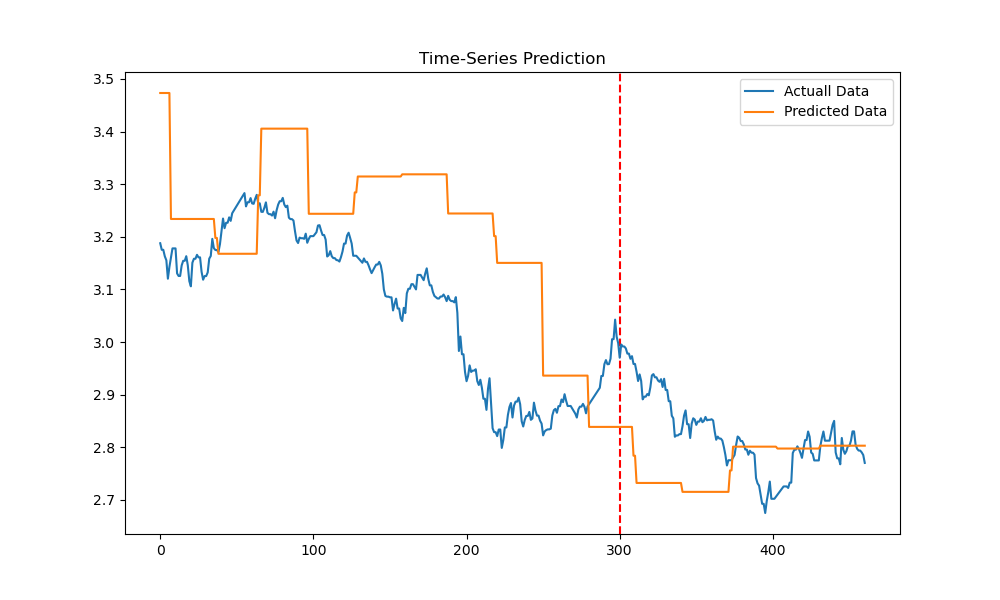 Time-Series Prediction
Actuall Data
Predicted Data
3.5
3.4
3.3
3.2
3.1
3.0
2.9
2.8
2.7
0 100 200 300 400